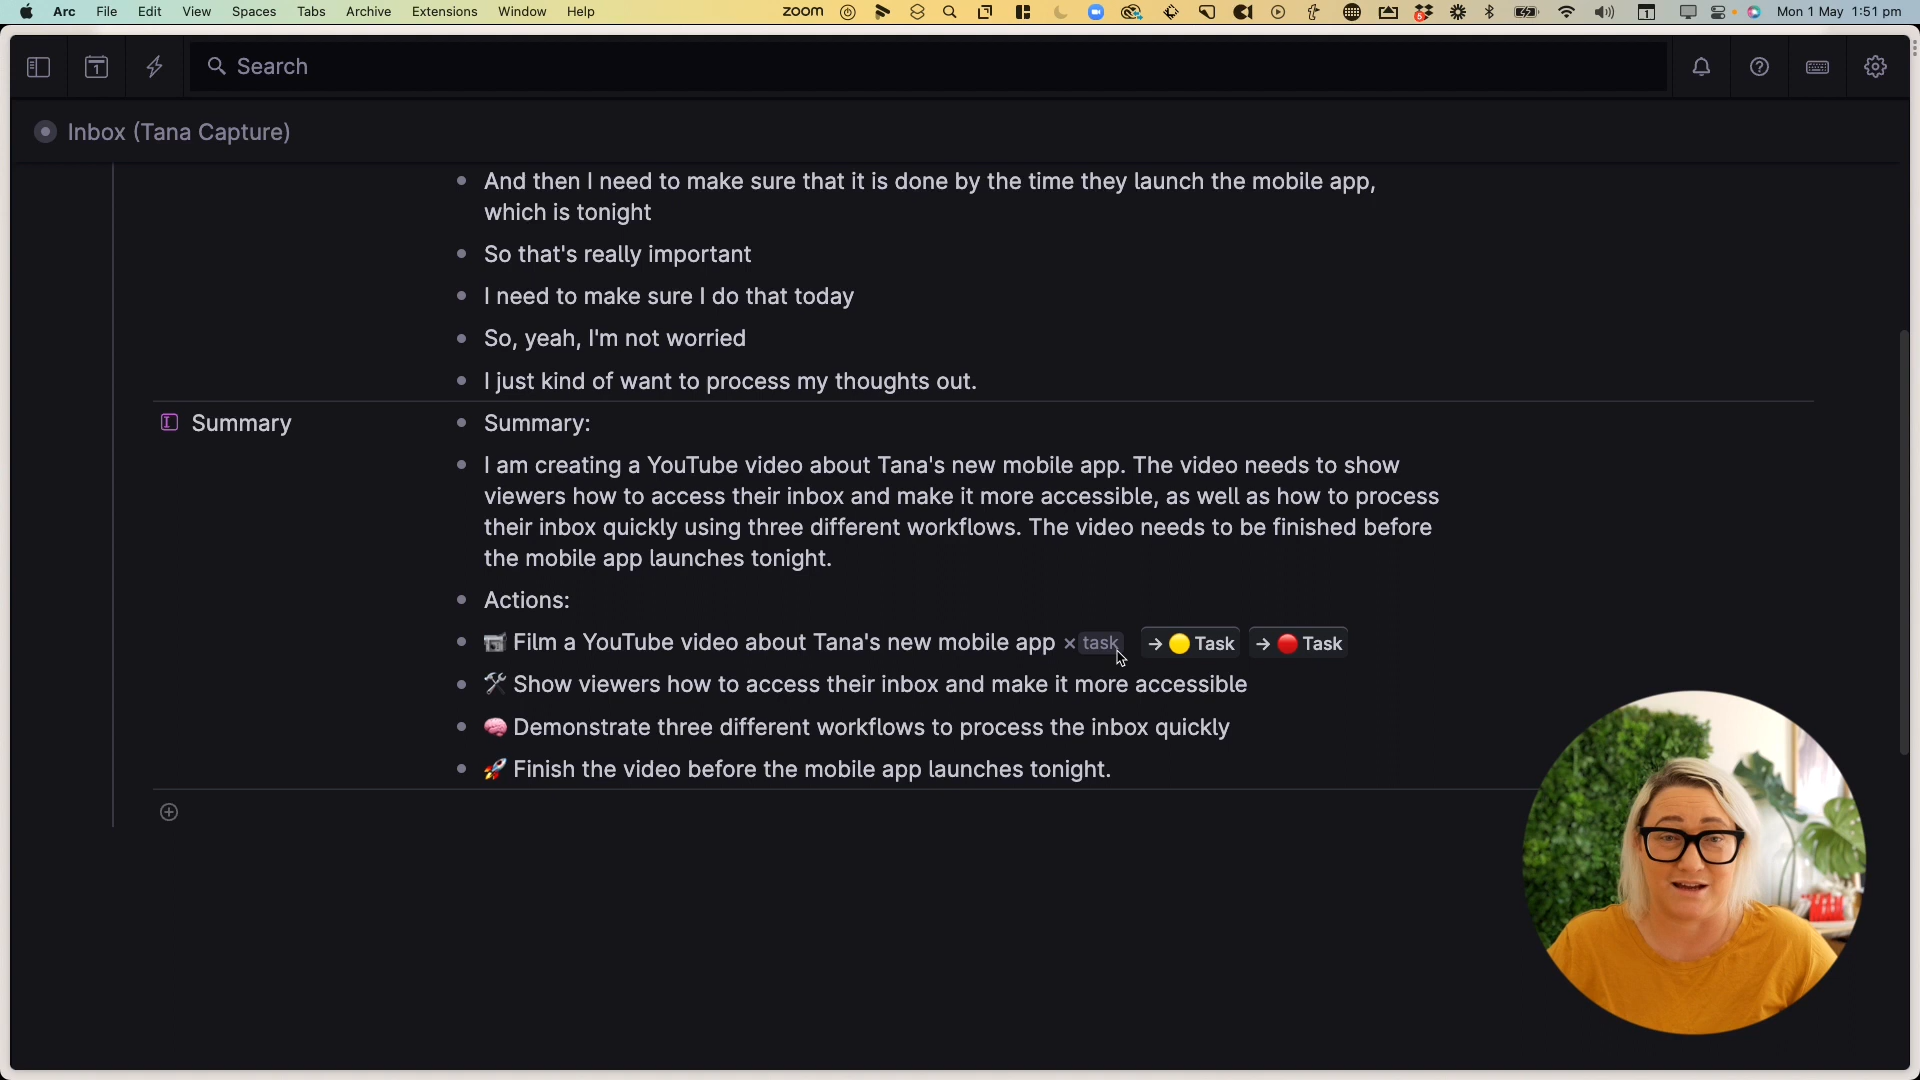 Arc File Edit View Spaces Tabs Archive Extensions Window Help zoom Mon 1 May 1:51 pm
Search
Inbox (Tana Capture)
And then I need to make sure that it is done by the time they launch the mobile app,
which is tonight
So that's really important
I need to make sure I do that today
So, yeah, I'm not worried
I just kind of want to process my thoughts out.
Summary Summary:
I am creating a YouTube video about Tana's new mobile app. The video needs to show
viewers how to access their inbox and make it more accessible, as well as how to process
their inbox quickly using three different workflows. The video needs to be finished before
the mobile app launches tonight.
Actions:
🎥 Film a YouTube video about Tana's new mobile app × task → 🟡 Task → 🔴 Task
🛠 Show viewers how to access their inbox and make it more accessible
🧠 Demonstrate three different workflows to process the inbox quickly
🚀 Finish the video before the mobile app launches tonight.